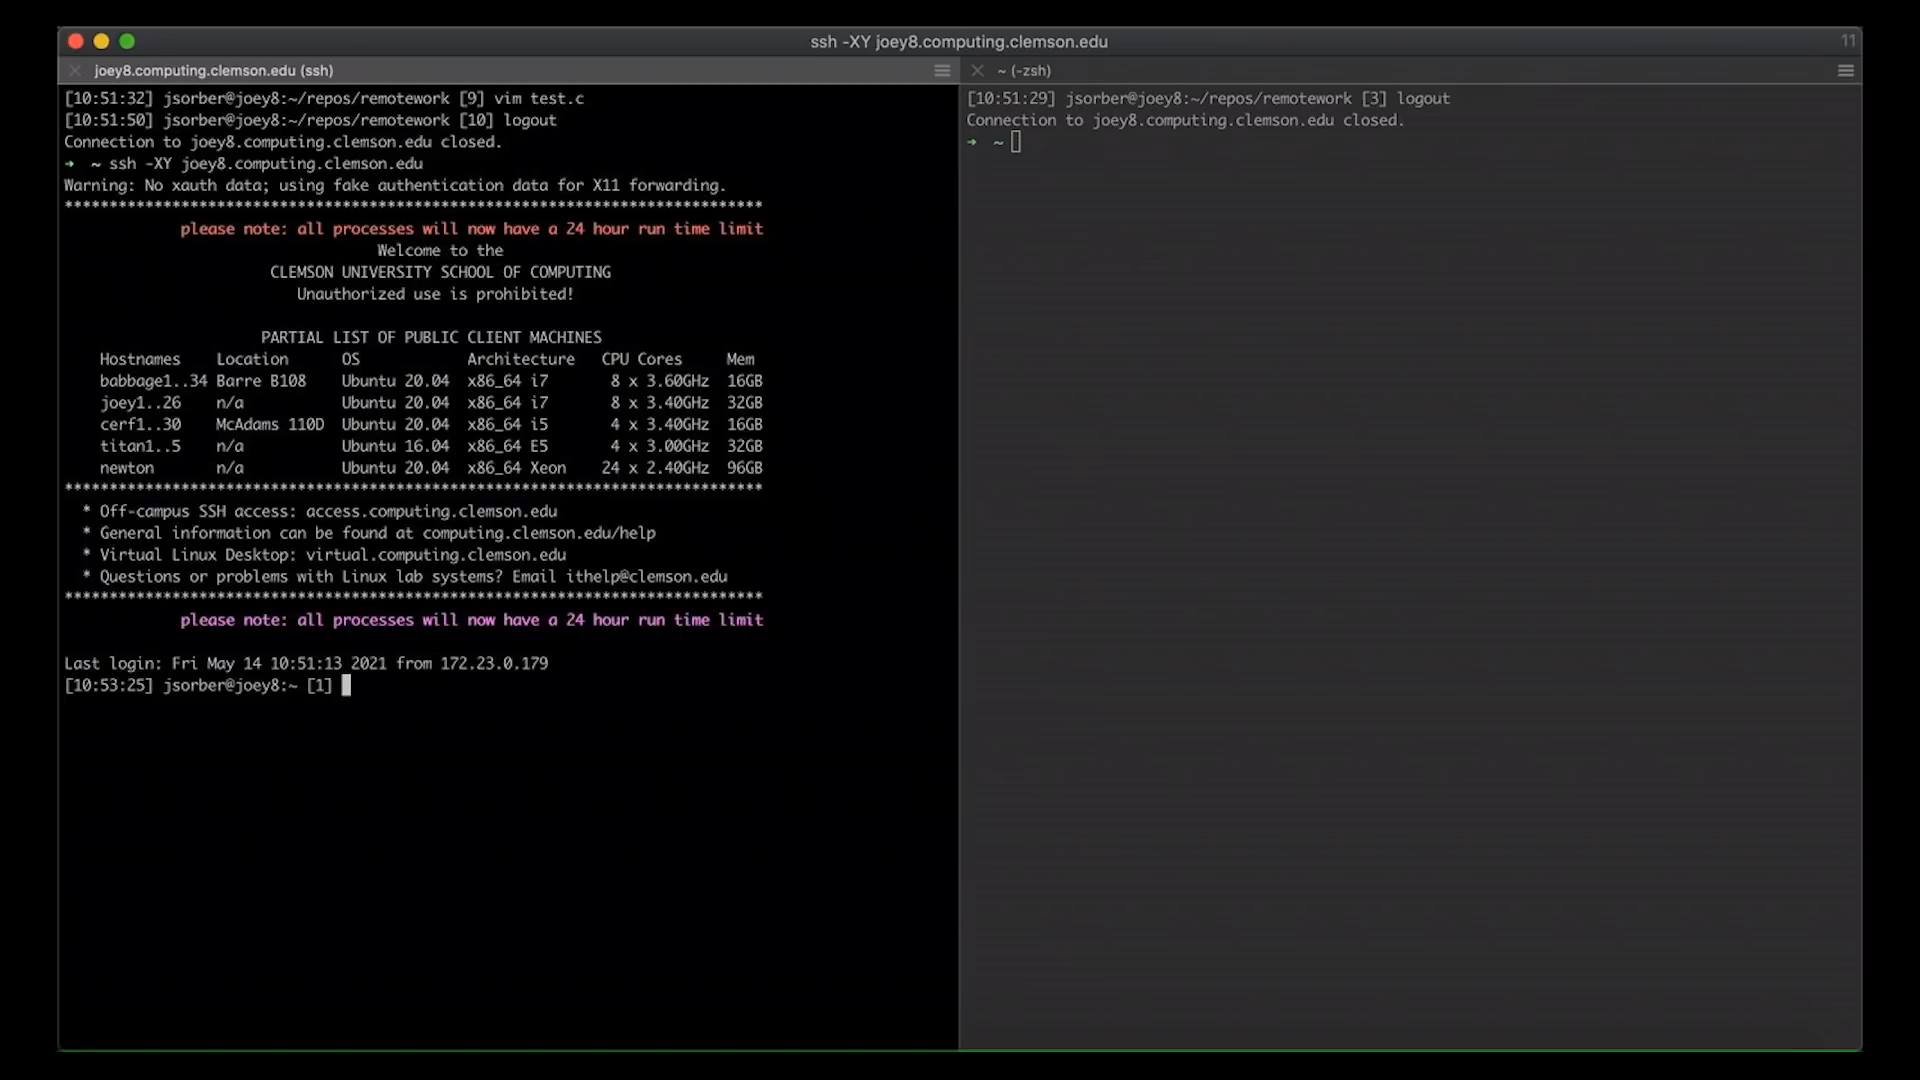 ssh -XY joey8.computing.clemson.edu
joey8.computing.clemson.edu (ssh)
[10:51:32] jsorber@joey8:~/repos/remotework [9] vim test.c
[10:51:50] jsorber@joey8:~/repos/remotework [10] logout
Connection to joey8.computing.clemson.edu closed.
➜ ~ ssh -XY joey8.computing.clemson.edu
Warning: No xauth data; using fake authentication data for X11 forwarding.
******************************************************************************
please note: all processes will now have a 24 hour run time limit
Welcome to the
CLEMSON UNIVERSITY SCHOOL OF COMPUTING
Unauthorized use is prohibited!
PARTIAL LIST OF PUBLIC CLIENT MACHINES
Hostnames Location OS Architecture CPU Cores Mem
babbage1..34 Barre B108 Ubuntu 20.04 x86_64 i7 8 x 3.60GHz 16GB
joey1..26 n/a Ubuntu 20.04 x86_64 i7 8 x 3.40GHz 32GB
cerf1..30 McAdams 110D Ubuntu 20.04 x86_64 i5 4 x 3.40GHz 16GB
titan1..5 n/a Ubuntu 16.04 x86_64 E5 4 x 3.00GHz 32GB
newton n/a Ubuntu 20.04 x86_64 Xeon 24 x 2.40GHz 96GB
******************************************************************************
* Off-campus SSH access: access.computing.clemson.edu
* General information can be found at computing.clemson.edu/help
* Virtual Linux Desktop: virtual.computing.clemson.edu
* Questions or problems with Linux lab systems? Email ithelp@clemson.edu
******************************************************************************
please note: all processes will now have a 24 hour run time limit
Last login: Fri May 14 10:51:13 2021 from 172.23.0.179
[10:53:25] jsorber@joey8:~ [1]
11
~ (-zsh)
[10:51:29] jsorber@joey8:~/repos/remotework [3] logout
Connection to joey8.computing.clemson.edu closed.
➜ ~